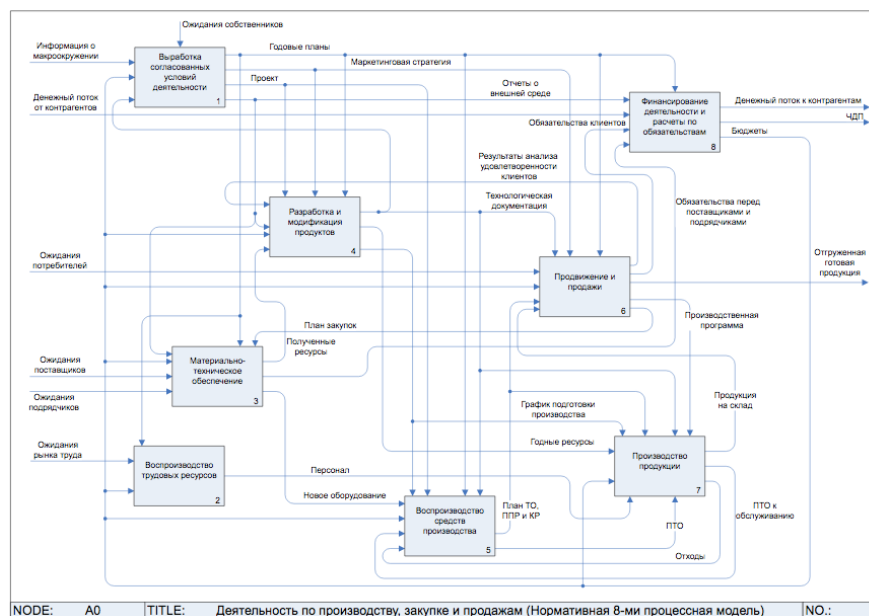 Ожидания собственников
Информация о
макроокружении
Выработка
согласованных
условий
деятельности
1
Годовые планы
Маркетинговая стратегия
Проект
Отчеты о
внешней среде
Денежный поток
от контрагентов
Обязательства клиентов
Финансирование
деятельности и
расчеты по
обязательствам
8
Денежный поток к контрагентам
ЧДП
Бюджеты
Результаты анализа
удовлетворенности
клиентов
Технологическая
документация
Обязательства перед
поставщиками и
подрядчиками
Разработка и
модификация
продуктов
4
Ожидания
потребителей
Продвижение и
продажи
6
Отгруженная
готовая
продукция
План закупок
Полученные
ресурсы
Производственная
программа
Ожидания
поставщиков
Материально-
техническое
обеспечение
3
Ожидания
подрядчиков
Продукция
на склад
График подготовки
производства
Годные ресурсы
Ожидания
рынка труда
Воспроизводство
трудовых ресурсов
2
Персонал
Производство
продукции
7
Новое оборудование
Воспроизводство
средств
производства
5
План ТО,
ППР и КР
ПТО
ПТО к
обслуживанию
Отходы
NODE: A0 TITLE: Деятельность по производству, закупке и продажам (Нормативная 8-ми процессная модель) NO.: